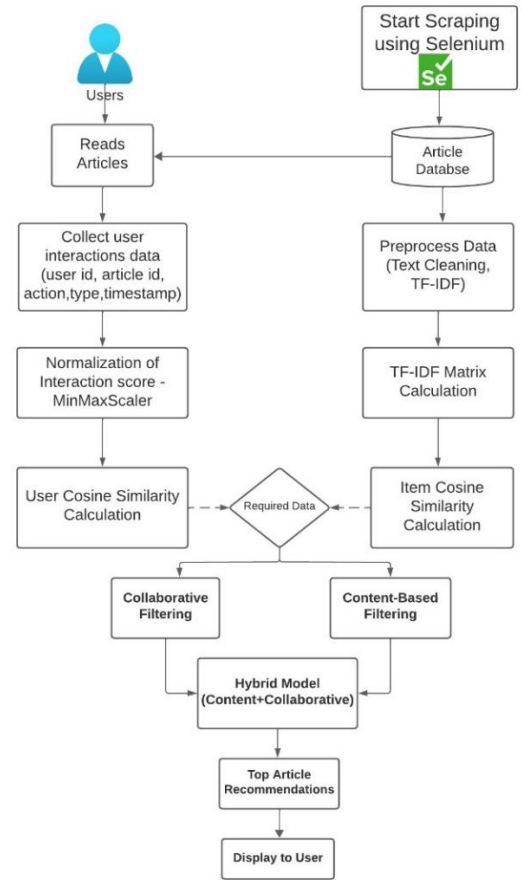 Users
Start Scraping
using Selenium
Se
Reads
Articles
Article
Databse
Collect user
interactions data
(user id, article id,
action,type,timestamp)
Preprocess Data
(Text Cleaning,
TF-IDF)
Normalization of
Interaction score -
MinMaxScaler
TF-IDF Matrix
Calculation
User Cosine Similarity
Calculation
Required Data
Item Cosine
Similarity
Calculation
Collaborative
Filtering
Content-Based
Filtering
Hybrid Model
(Content+Collaborative)
Top Article
Recommendations
Display to User